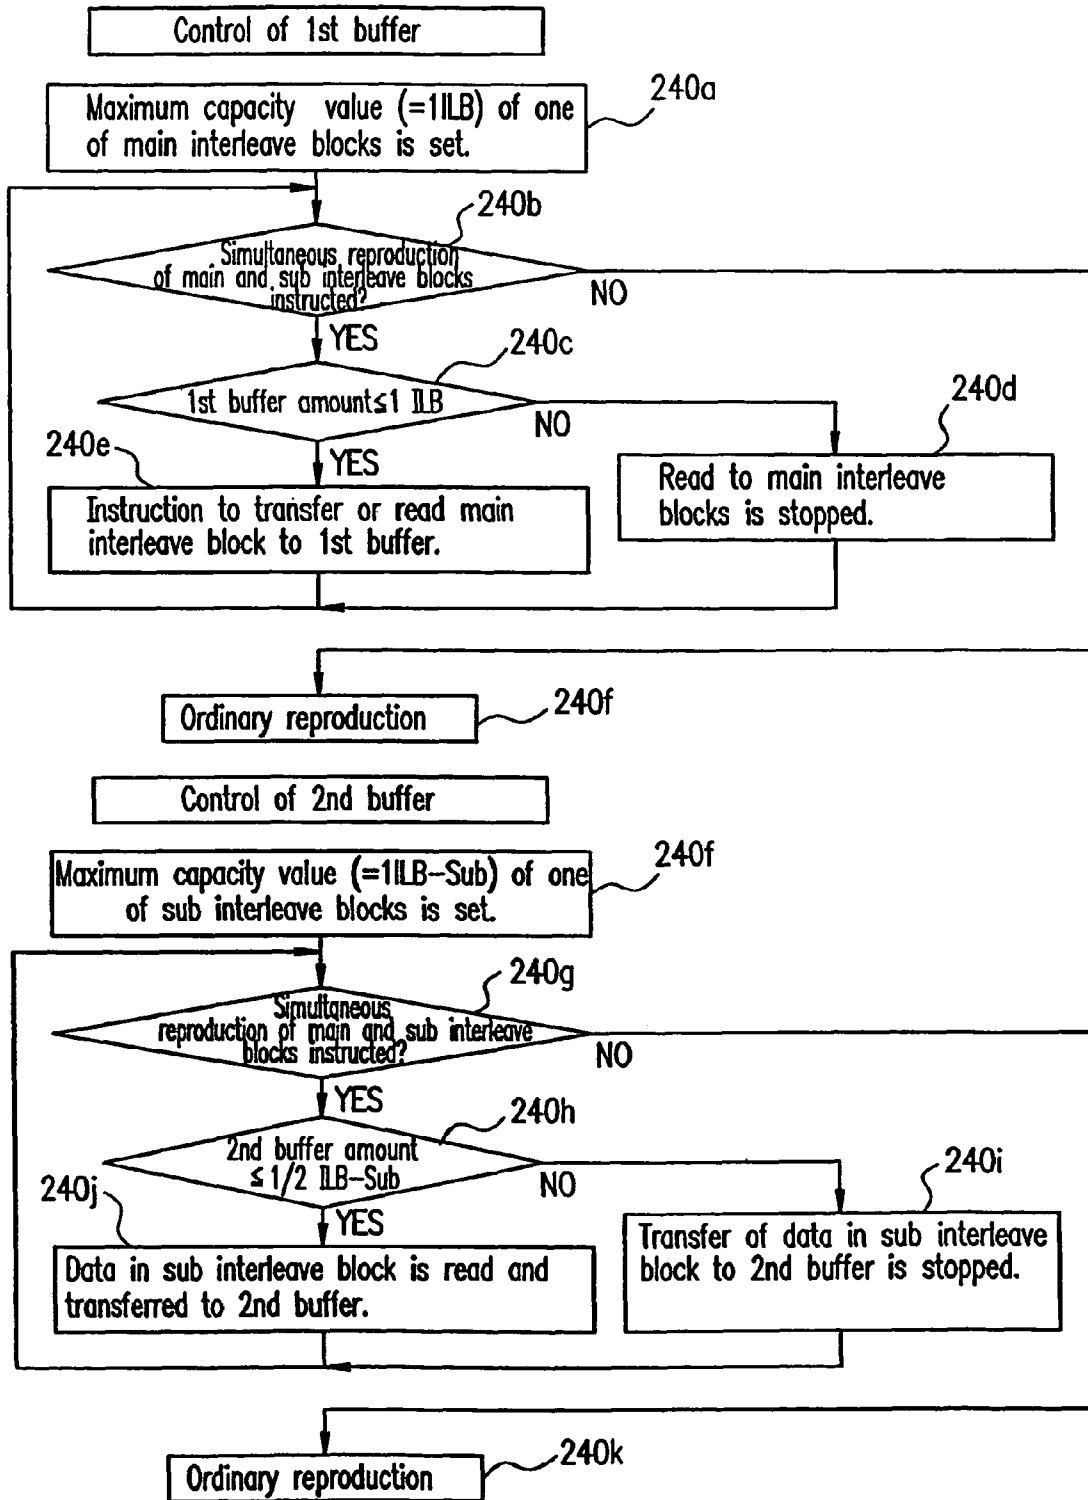 Control of 1st buffer
240a
Maximum capacity value (=1ILB) of one
of main interleave blocks is set.
240b
Simultaneous reproduction
of main and sub interleave blocks
instructed?
NO
YES
240c
1st buffer amount≤1 ILB
NO
240d
240e
YES
Read to main interleave
blocks is stopped.
Instruction to transfer or read main
interleave block to 1st buffer.
240f
Ordinary reproduction
Control of 2nd buffer
240f
Maximum capacity value (=1ILB-Sub) of one
of sub interleave blocks is set.
240g
Simultaneous
reproduction of main and sub interleave
blocks instructed?
NO
YES
240h
2nd buffer amount
≤ 1/2 ILB-Sub
NO
240i
240j
YES
Transfer of data in sub interleave
block to 2nd buffer is stopped.
Data in sub interleave block is read and
transferred to 2nd buffer.
240k
Ordinary reproduction